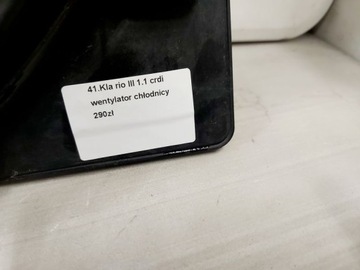 41.Kia rio III 1.1 crdi
wentylator chłodnicy
290zł